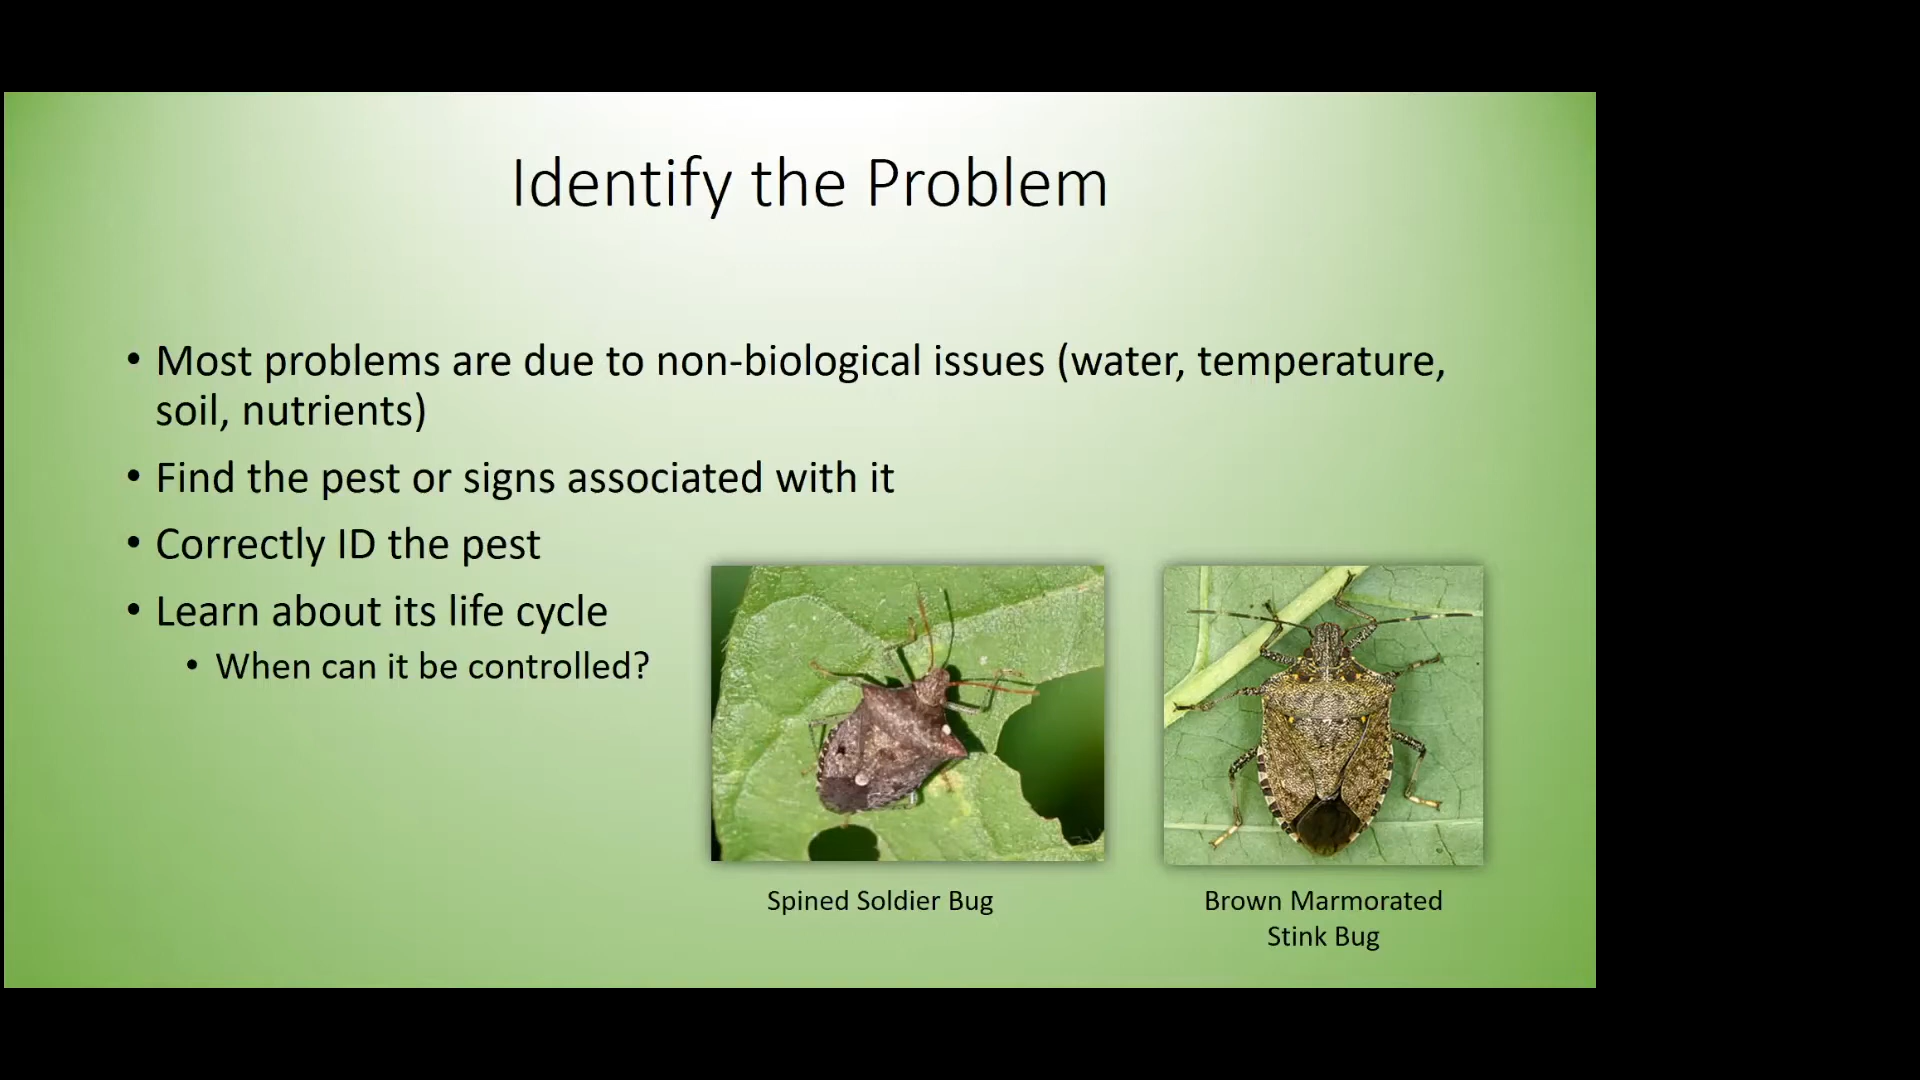 Identify the Problem
• Most problems are due to non-biological issues (water, temperature,
soil, nutrients)
• Find the pest or signs associated with it
• Correctly ID the pest
• Learn about its life cycle
• When can it be controlled?
Spined Soldier Bug
Brown Marmorated
Stink Bug